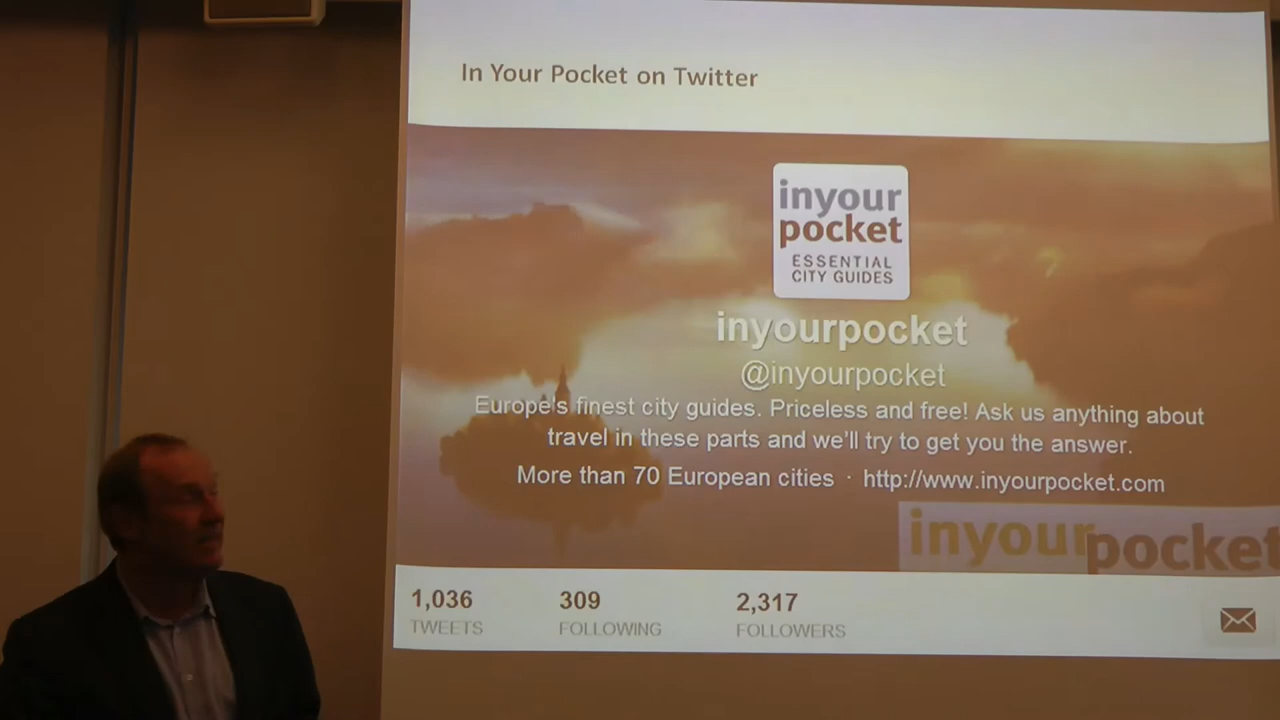 In Your Pocket on Twitter
inyour
pocket
ESSENTIAL
CITY GUIDES
inyourpocket
@inyourpocket
Europe's finest city guides. Priceless and free! Ask us anything about
travel in these parts and we'll try to get you the answer.
More than 70 European cities · http://www.inyourpocket.com
inyourpocket
1,036 309 2,317
TWEETS FOLLOWING FOLLOWERS